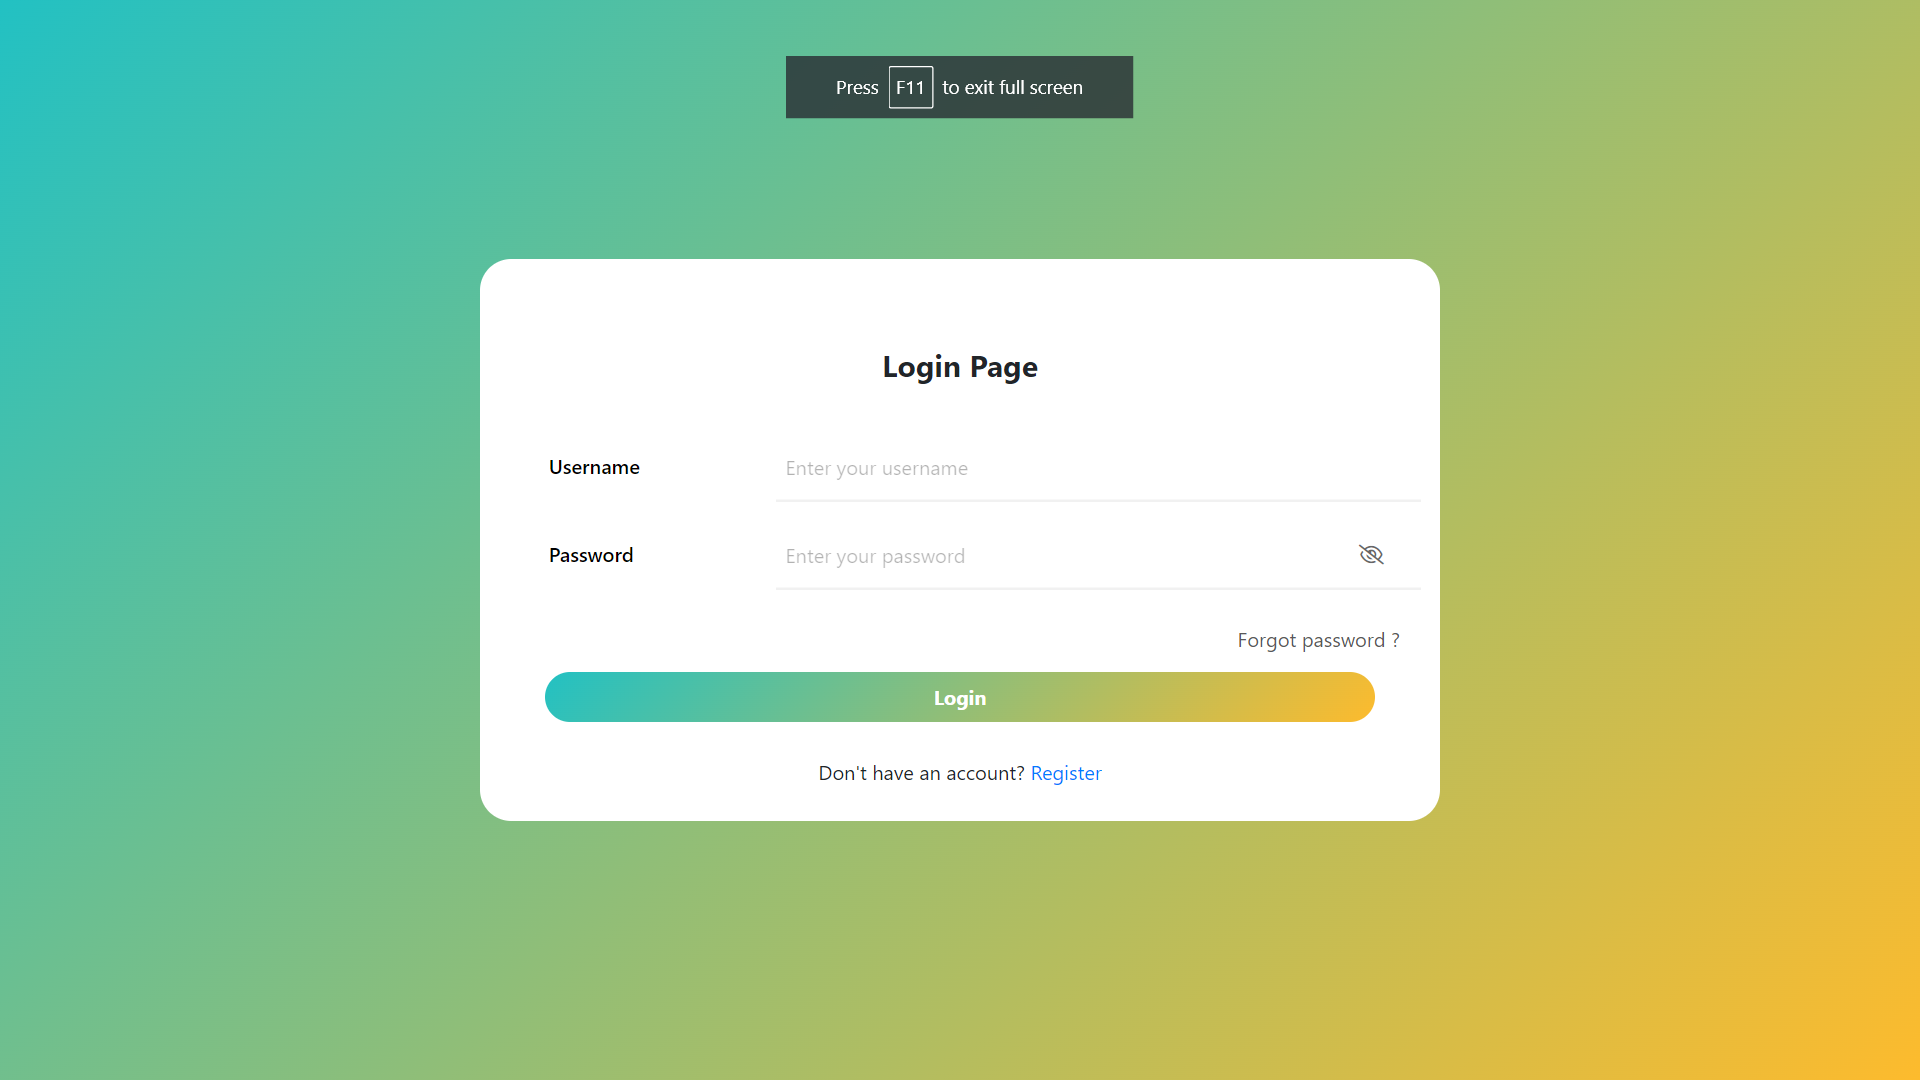 Press F11 to exit full screen
Login Page
Username
Enter your username
Password
Enter your password
Forgot password ?
Login
Don't have an account? Register